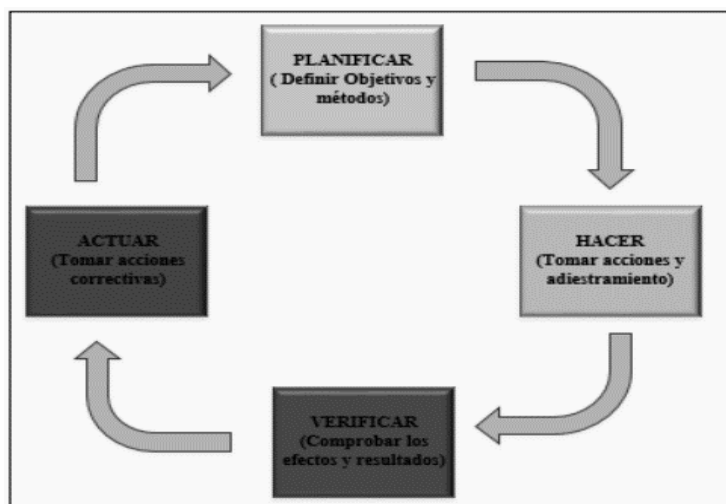 PLANIFICAR
( Definir Objetivos y
métodos)
HACER
(Tomar acciones y
adiestramiento)
VERIFICAR
(Comprobar los
efectos y resultados)
ACTUAR
(Tomar acciones
correctivas)